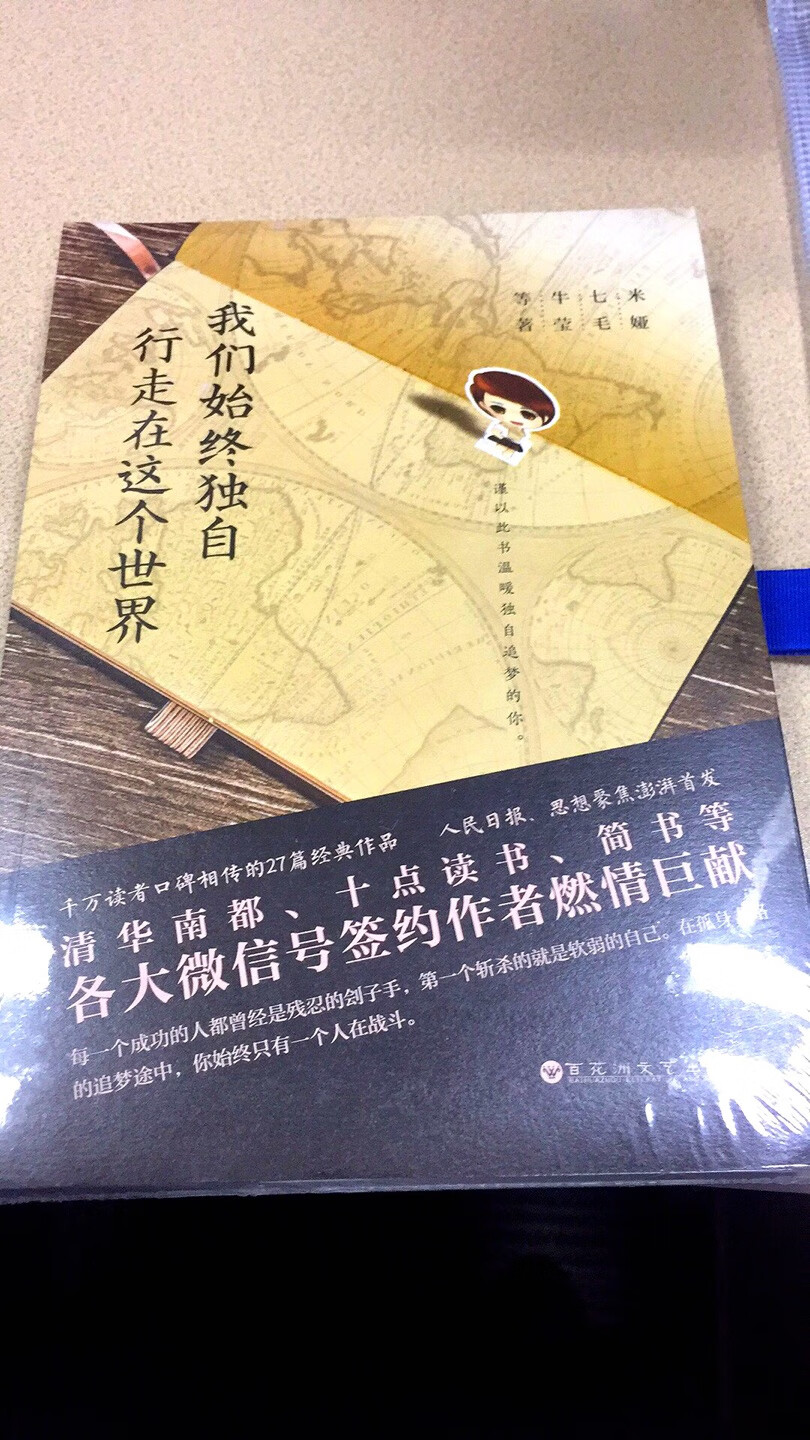 我们始终独自
行走在这个世界
米娅
七毛
牛莹
等著
谨以此书温暖独自追梦的你。
千万读者口碑相传的27篇经典作品 人民日报、思想聚焦澎湃首发
清华南都、十点读书、简书等
各大微信号签约作者燃情巨献
每一个成功的人都曾经是残忍的刽子手，第一个斩杀的就是软弱的自己。在孤身
的追梦途中，你始终只有一个人在战斗。
百花洲文艺